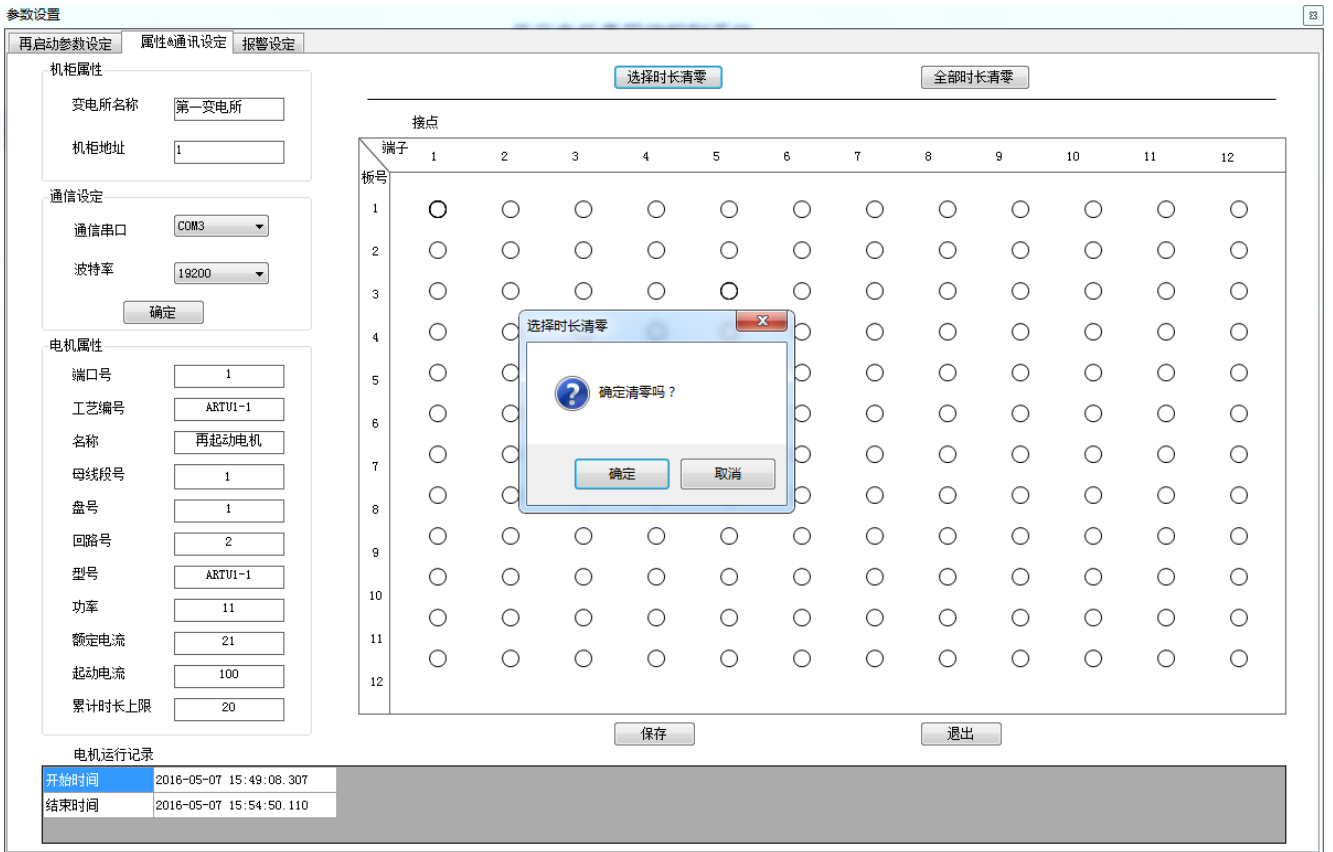 参数设置
再启动参数设定 属性&通讯设定 报警设定
机柜属性
变电所名称 第一变电所
机柜地址 1
通信设定
通信串口 COM3
波特率 19200
确定
电机属性
端口号 1
工艺编号 ARTU1-1
名称 再起动电机
母线段号 1
盘号 1
回路号 2
型号 ARTU1-1
功率 11
额定电流 21
起动电流 100
累计时长上限 20
选择时长清零 全部时长清零
接点
端子 1 2 3 4 5 6 7 8 9 10 11 12
板号
1
2
3
4
5
6
7
8
9
10
11
12
选择时长清零
确定清零吗？
确定 取消
保存 退出
电机运行记录
开始时间 2016-05-07 15:49:08.307
结束时间 2016-05-07 15:54:50.110